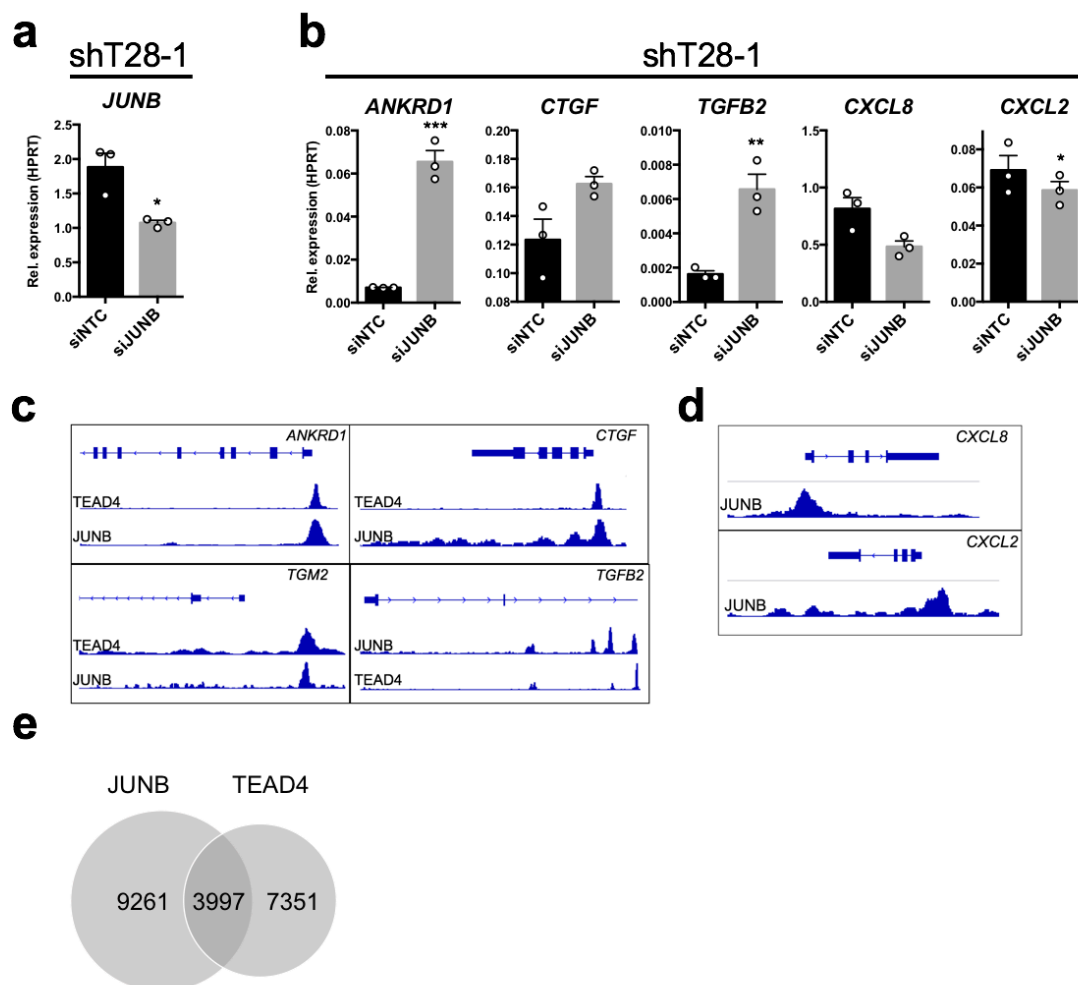 a
shT28-1
JUNB
Rel. expression (HPRT)
2.5
2.0
1.5
1.0
0.5
0.0
*
siNTC
siJUNB
b
shT28-1
ANKRD1
Rel. expression (HPRT)
0.08
0.06
0.04
0.02
0.00
***
siNTC
siJUNB
CTGF
0.20
0.18
0.16
0.14
0.12
0.10
0.08
siNTC
siJUNB
TGFB2
0.010
0.008
0.006
0.004
0.002
0.000
**
siNTC
siJUNB
CXCL8
1.5
1.0
0.5
0.0
siNTC
siJUNB
CXCL2
0.08
0.06
0.04
0.02
0.00
*
siNTC
siJUNB
c
ANKRD1
TEAD4
JUNB
CTGF
TEAD4
JUNB
TGM2
TEAD4
JUNB
TGFB2
JUNB
TEAD4
d
CXCL8
JUNB
CXCL2
JUNB
e
JUNB TEAD4
9261 3997 7351